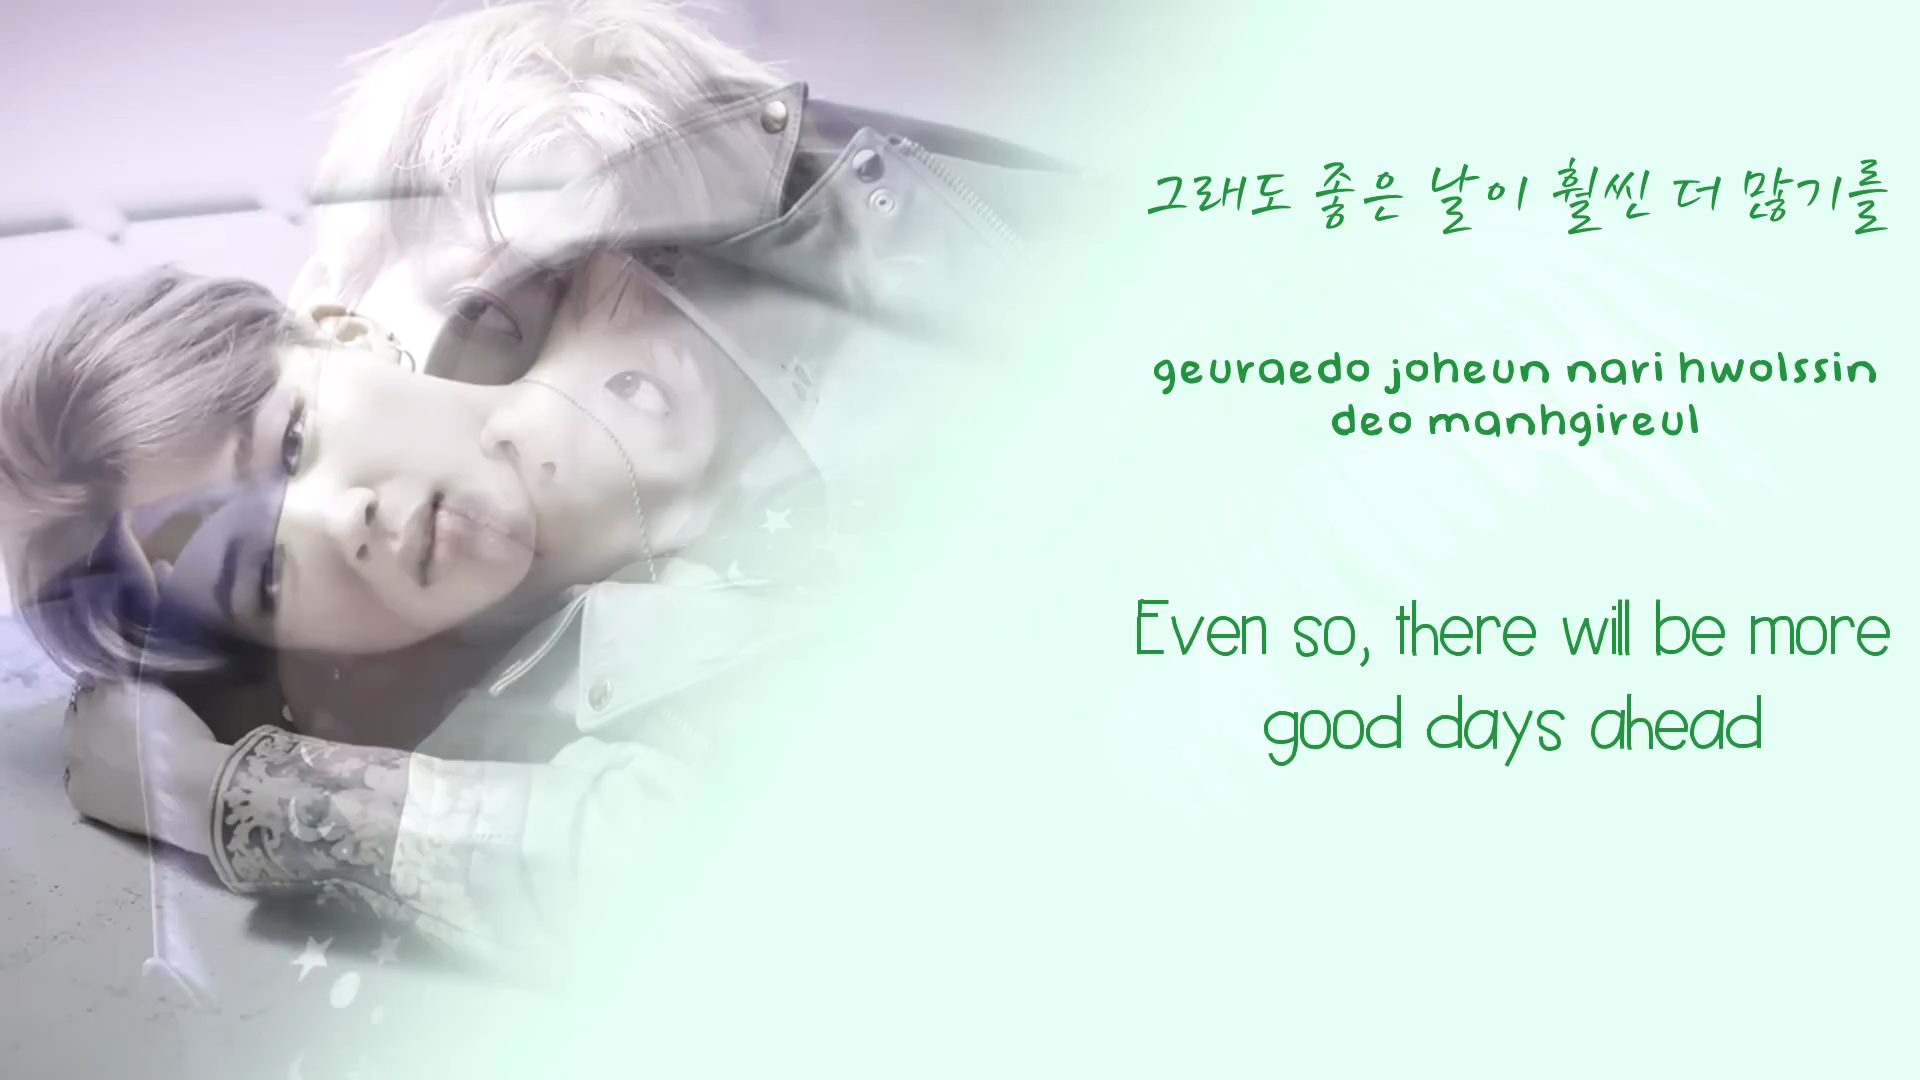 그래도 좋은 날이 훨씬 더 많기를
geuraedo joheun nari hwolssin
deo manhgireul
Even so, there will be more
good days ahead